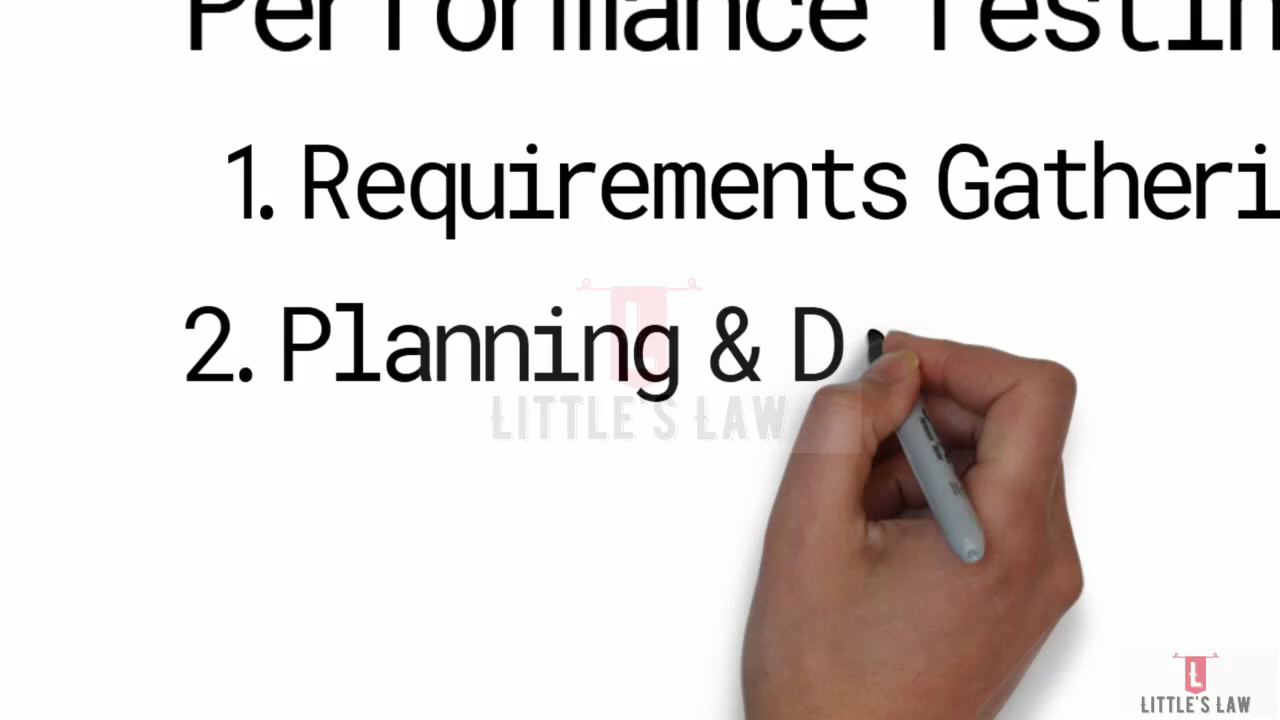 Performance Testin
1. Requirements Gatheri
2. Planning & D
LITTLE'S LAW
L
LITTLE'S LAW